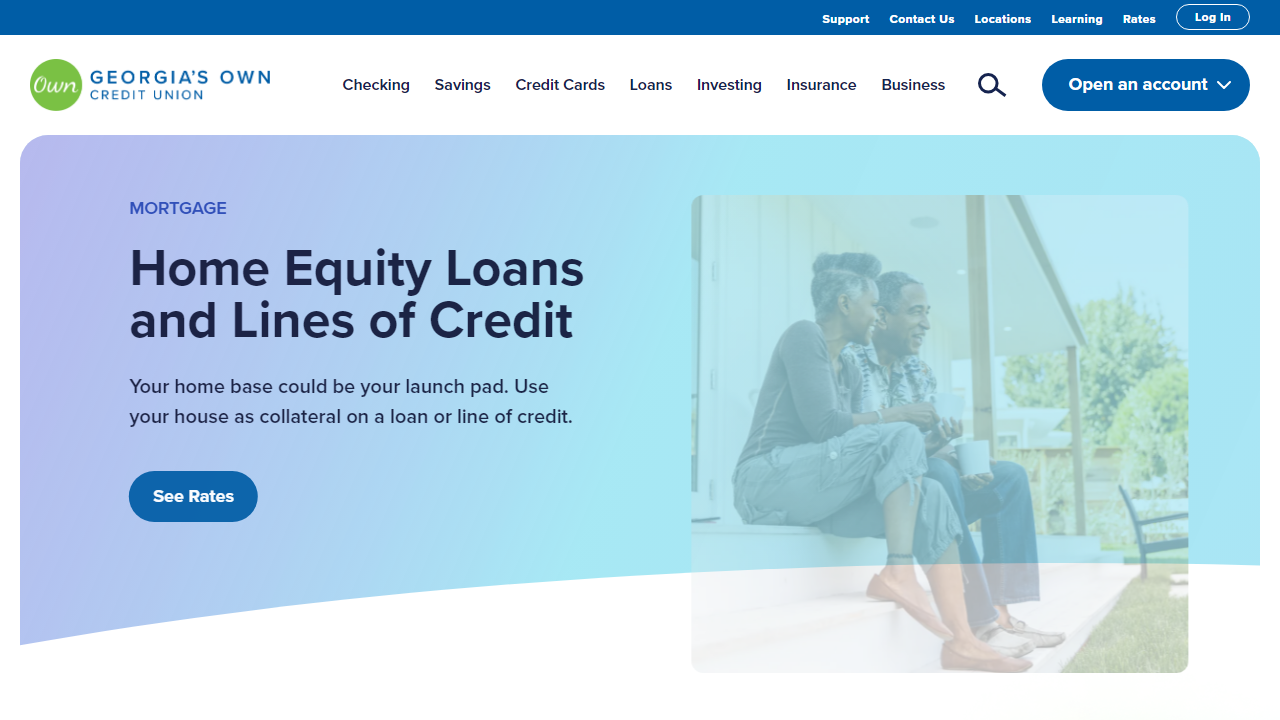 Support Contact Us Locations Learning Rates Log In
Own GEORGIA'S OWN
CREDIT UNION
Checking Savings Credit Cards Loans Investing Insurance Business Open an account
MORTGAGE
Home Equity Loans
and Lines of Credit
Your home base could be your launch pad. Use
your house as collateral on a loan or line of credit.
See Rates